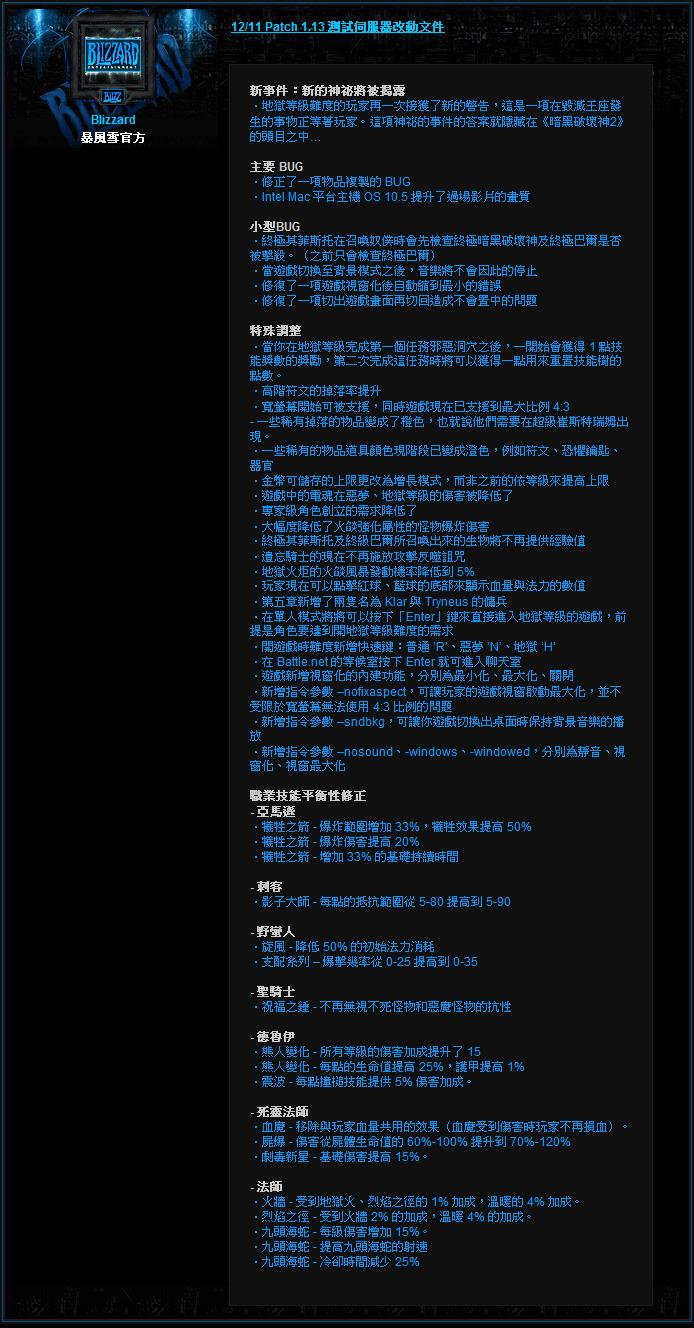 12/11 Patch 1.13 測試伺服器改動文件
BLIZZARD
ENTERTAINMENT
BLIZZ
Blizzard
暴風雪官方
新事件：新的神祕將被揭露
・地獄等級難度的玩家再一次接獲了新的警告，這是一項在毀滅王座發
生的事物正等著玩家。這項神祕的事件的答案就隱藏在《暗黑破壞神2》
的頭目之中…
主要 BUG
・修正了一項物品複製的 BUG
・Intel Mac 平台主機 OS 10.5 提升了過場影片的畫質
小型BUG
・終極其菲斯托在召喚奴僕時會先檢查終極暗黑破壞神及終極巴爾是否
被擊殺。（之前只會檢查終極巴爾）
・當遊戲切換至背景模式之後，音樂將不會因此的停止
・修復了一項遊戲視窗化後自動縮到最小的錯誤
・修復了一項切出遊戲畫面再切回造成不會置中的問題
特殊調整
・當你在地獄等級完成第一個任務邪惡洞穴之後，一開始會獲得 1 點技
能獎數的獎勵，第二次完成這任務時將可以獲得一點用來重置技能樹的
點數。
・高階符文的掉落率提升
・寬螢幕開始可被支援，同時遊戲現在已支援到最大比例 4:3
- 一些稀有掉落的物品變成了橙色，也就說他們需要在超級崔斯特瑞姆出
現。
・一些稀有的物品道具顏色現階段已變成澄色，例如符文、恐懼鑰匙、
器官
・金幣可儲存的上限更改為增長模式，而非之前的依等級來提高上限
・遊戲中的電魂在惡夢、地獄等級的傷害被降低了
・專家級角色創立的需求降低了
・大幅度降低了火燄強化屬性的怪物爆炸傷害
・終極其菲斯托及終級巴爾所召喚出來的生物將不再提供經驗值
・遺忘騎士的現在不再施放攻擊反噬詛咒
・地獄火炬的火燄風暴發動機率降低到 5%
・玩家現在可以點擊紅球、藍球的底部來顯示血量與法力的數值
・第五章新增了兩隻名為 Klar 與 Tryneus 的傭兵
・在單人模式將將可以按下「Enter」鍵來直接進入地獄等級的遊戲，前
提是角色要達到開地獄等級難度的需求
・開遊戲時難度新增快速鍵：普通 'R'、惡夢 'N'、地獄 'H'
・在 Battle.net 的等候室按下 Enter 就可進入聊天室
・遊戲新增視窗化的內建功能，分別為最小化、最大化、關閉
・新增指令參數 –nofixaspect，可讓玩家的遊戲視窗啟動最大化，並不
受限於寬螢幕無法使用 4:3 比例的問題
・新增指令參數 –sndbkg，可讓你遊戲切換出桌面時保持背景音樂的播
放
・新增指令參數 –nosound、-windows、-windowed，分別為靜音、視
窗化、視窗最大化
職業技能平衡性修正
- 亞馬遜
・犧牲之箭 - 爆炸範圍增加 33%，犧牲效果提高 50%
・犧牲之箭 - 爆炸傷害提高 20%
・犧牲之箭 - 增加 33% 的基礎持續時間
- 刺客
・影子大師 - 每點的抵抗範圍從 5-80 提高到 5-90
- 野蠻人
・旋風 - 降低 50% 的初始法力消耗
・支配系列 – 爆擊幾率從 0-25 提高到 0-35
- 聖騎士
・祝福之錘 - 不再無視不死怪物和惡魔怪物的抗性
- 德魯伊
・熊人變化 - 所有等級的傷害加成提升了 15
・熊人變化 - 每點的生命值提高 25%，護甲提高 1%
・震波 - 每點撞槌技能提供 5% 傷害加成。
- 死靈法師
・血魔 - 移除與玩家血量共用的效果（血魔受到傷害時玩家不再損血）。
・屍爆 - 傷害從屍體生命值的 60%-100% 提升到 70%-120%
・劇毒新星 - 基礎傷害提高 15%。
- 法師
・火牆 - 受到地獄火、烈焰之徑的 1% 加成，溫暖的 4% 加成。
・烈焰之徑 - 受到火牆 2% 的加成，溫暖 4% 的加成。
・九頭海蛇 - 每級傷害增加 15%。
・九頭海蛇 - 提高九頭海蛇的射速
・九頭海蛇 - 冷卻時間減少 25%